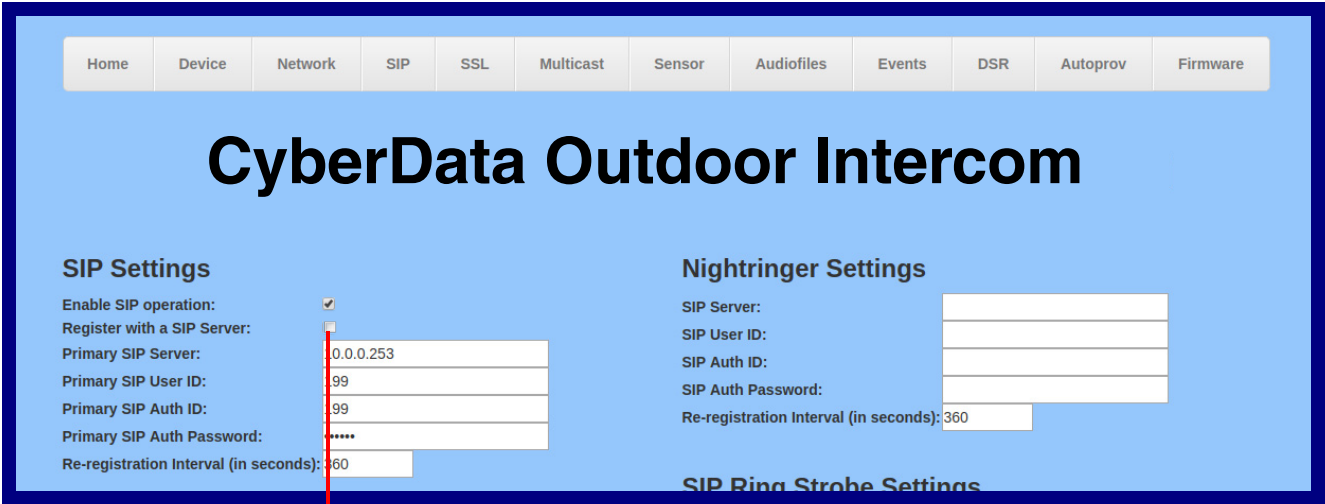 Home Device Network SIP SSL Multicast Sensor Audiofiles Events DSR Autoprov Firmware
CyberData Outdoor Intercom
SIP Settings
Enable SIP operation:
Register with a SIP Server:
Primary SIP Server: 10.0.0.253
Primary SIP User ID: 199
Primary SIP Auth ID: 199
Primary SIP Auth Password: ••••••
Re-registration Interval (in seconds): 360
Nightringer Settings
SIP Server:
SIP User ID:
SIP Auth ID:
SIP Auth Password:
Re-registration Interval (in seconds): 360
SIP Ring Strobe Settings